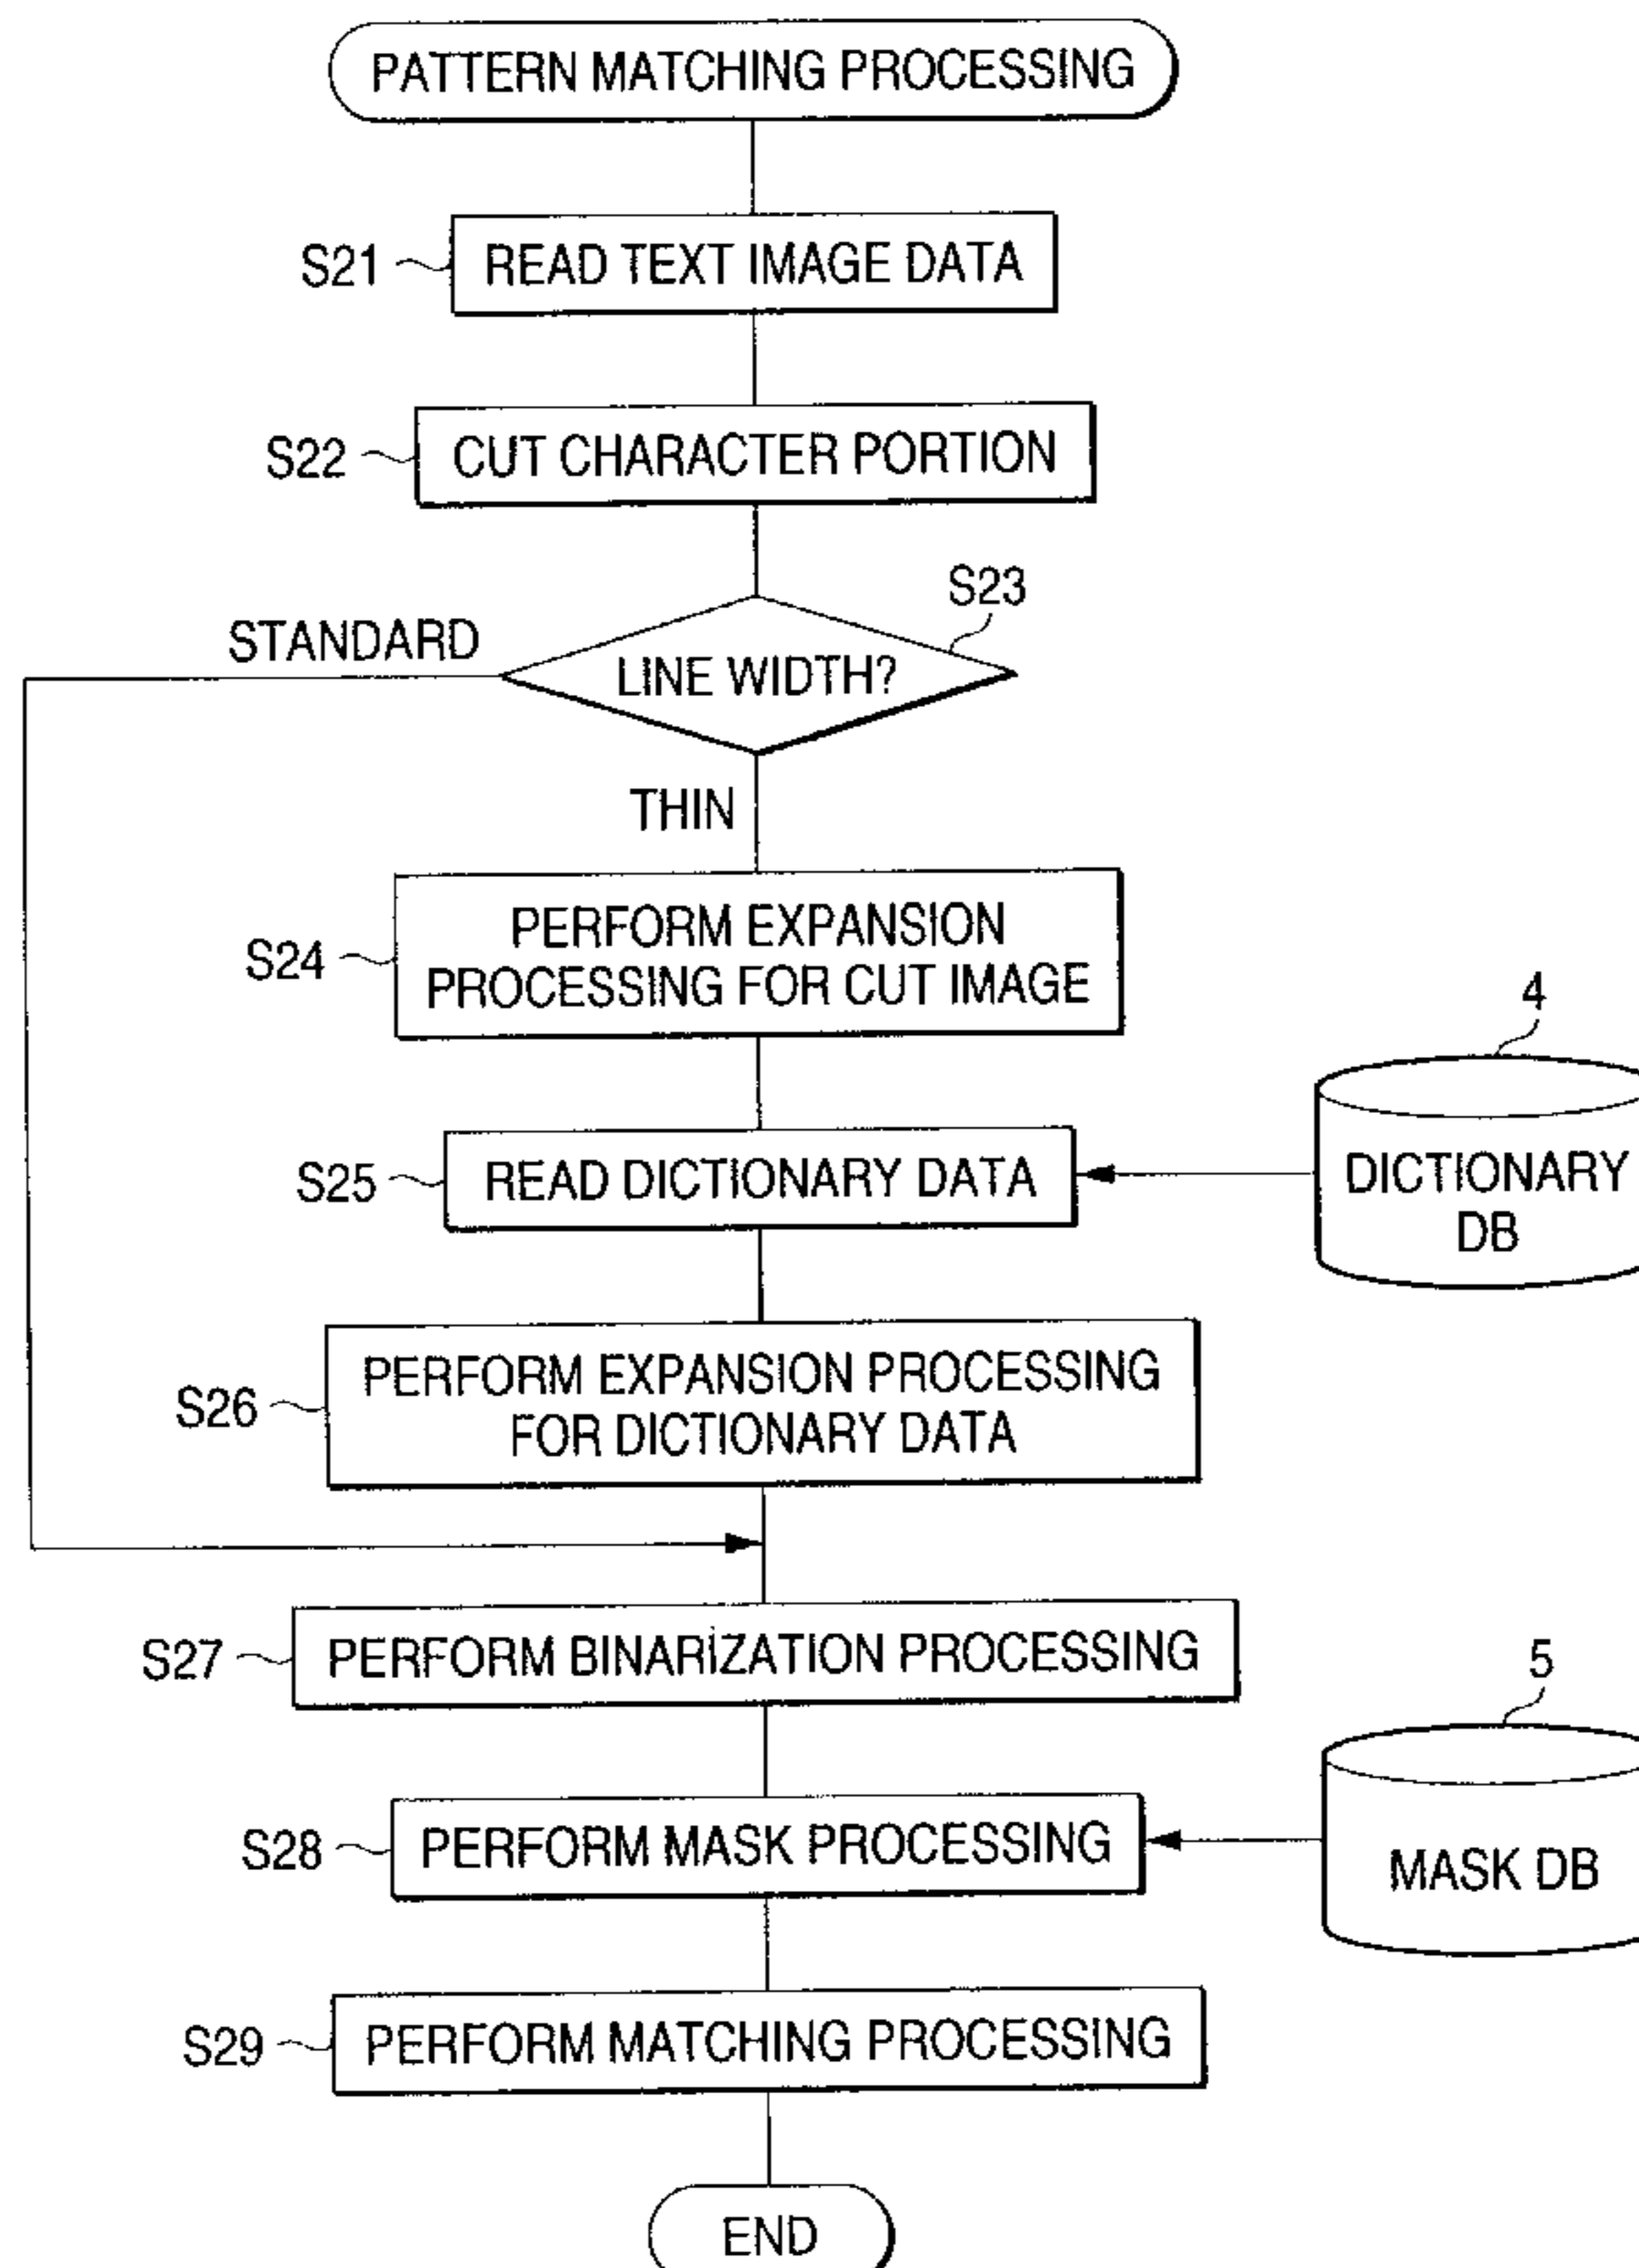 PATTERN MATCHING PROCESSING
S21
READ TEXT IMAGE DATA
S22
CUT CHARACTER PORTION
S23
STANDARD
LINE WIDTH?
THIN
S24
PERFORM EXPANSION
PROCESSING FOR CUT IMAGE
4
S25
READ DICTIONARY DATA
DICTIONARY
DB
S26
PERFORM EXPANSION PROCESSING
FOR DICTIONARY DATA
S27
PERFORM BINARIZATION PROCESSING
5
S28
PERFORM MASK PROCESSING
MASK DB
S29
PERFORM MATCHING PROCESSING
END